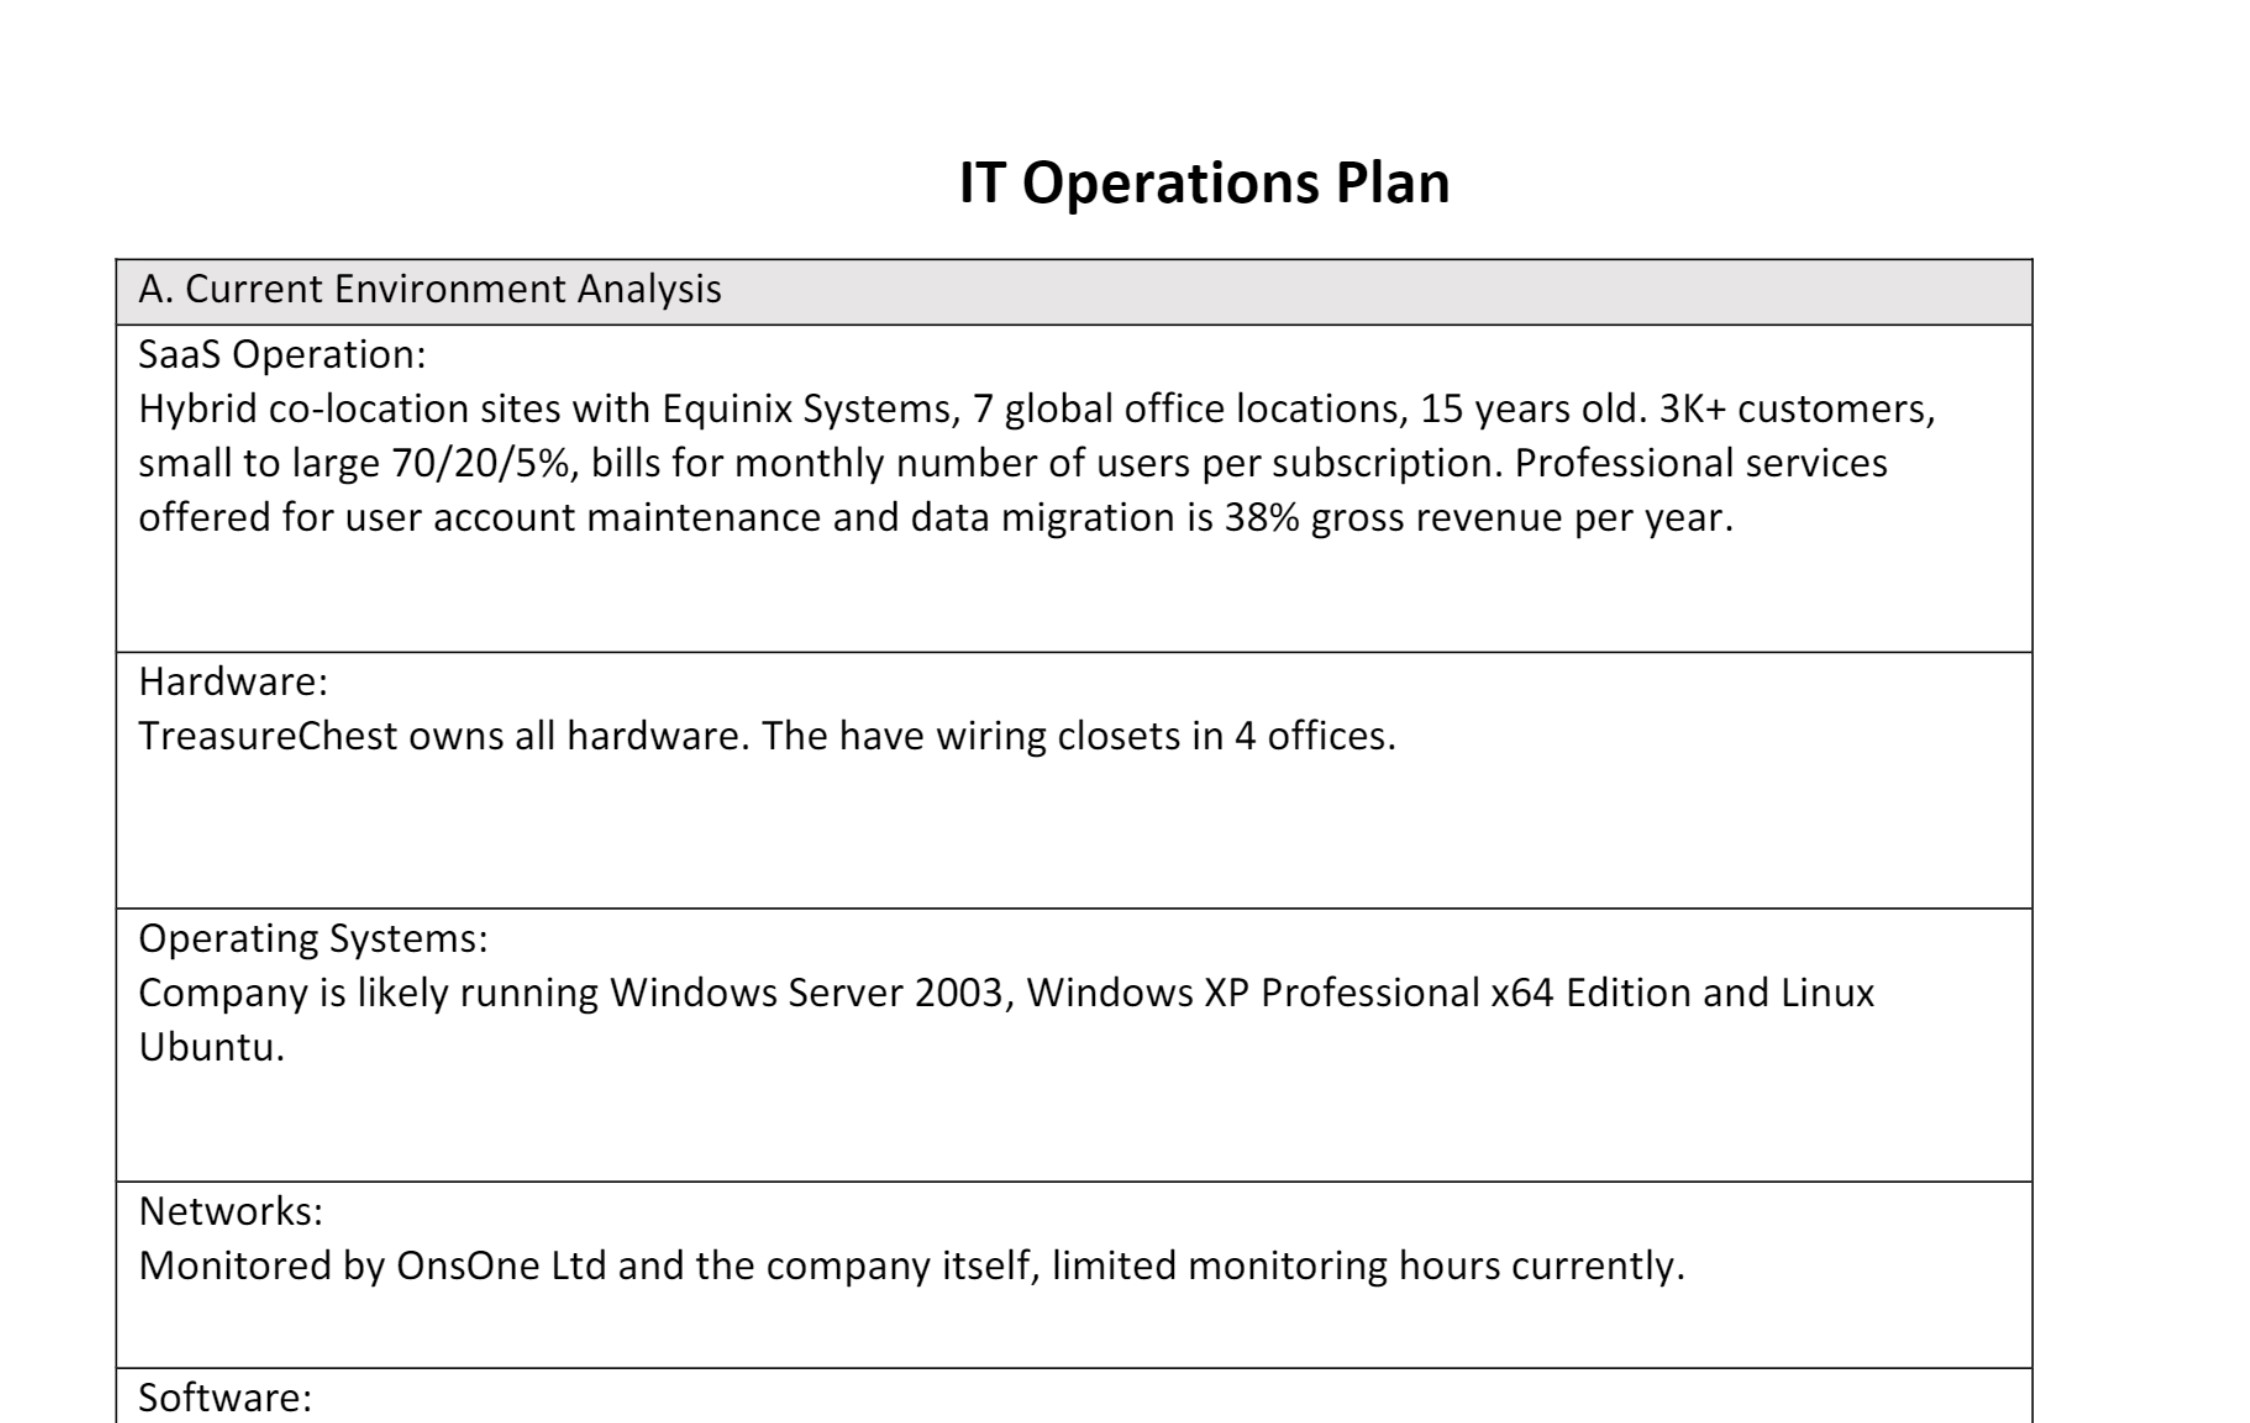 IT Operations Plan
A. Current Environment Analysis
SaaS Operation:
Hybrid co-location sites with Equinix Systems, 7 global office locations, 15 years old. 3K+ customers,
small to large 70/20/5%, bills for monthly number of users per subscription. Professional services
offered for user account maintenance and data migration is 38% gross revenue per year.
Hardware:
TreasureChest owns all hardware. The have wiring closets in 4 offices.
Operating Systems:
Company is likely running Windows Server 2003, Windows XP Professional x64 Edition and Linux
Ubuntu.
Networks:
Monitored by OnsOne Ltd and the company itself, limited monitoring hours currently.
Software: